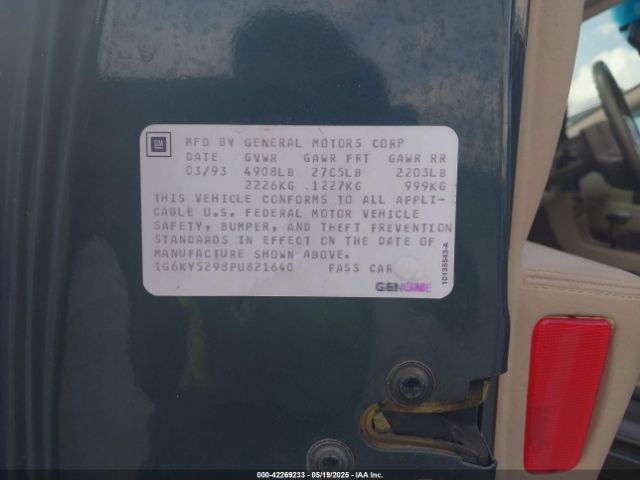 GM
MFD BY GENERAL MOTORS CORP
DATE GVWR GAWR FRT GAWR RR
03/93 4908LB 2705LB 2203LB
2226KG 1227KG 999KG
THIS VEHICLE CONFORMS TO ALL APPLI-
CABLE U.S. FEDERAL MOTOR VEHICLE
SAFETY, BUMPER, AND THEFT PREVENTION
STANDARDS IN EFFECT ON THE DATE OF
MANUFACTURE SHOWN ABOVE.
1G6KY5298PU821640 PASS CAR
10135543-A
000-42269233 - 05/19/2025 - IAA Inc.